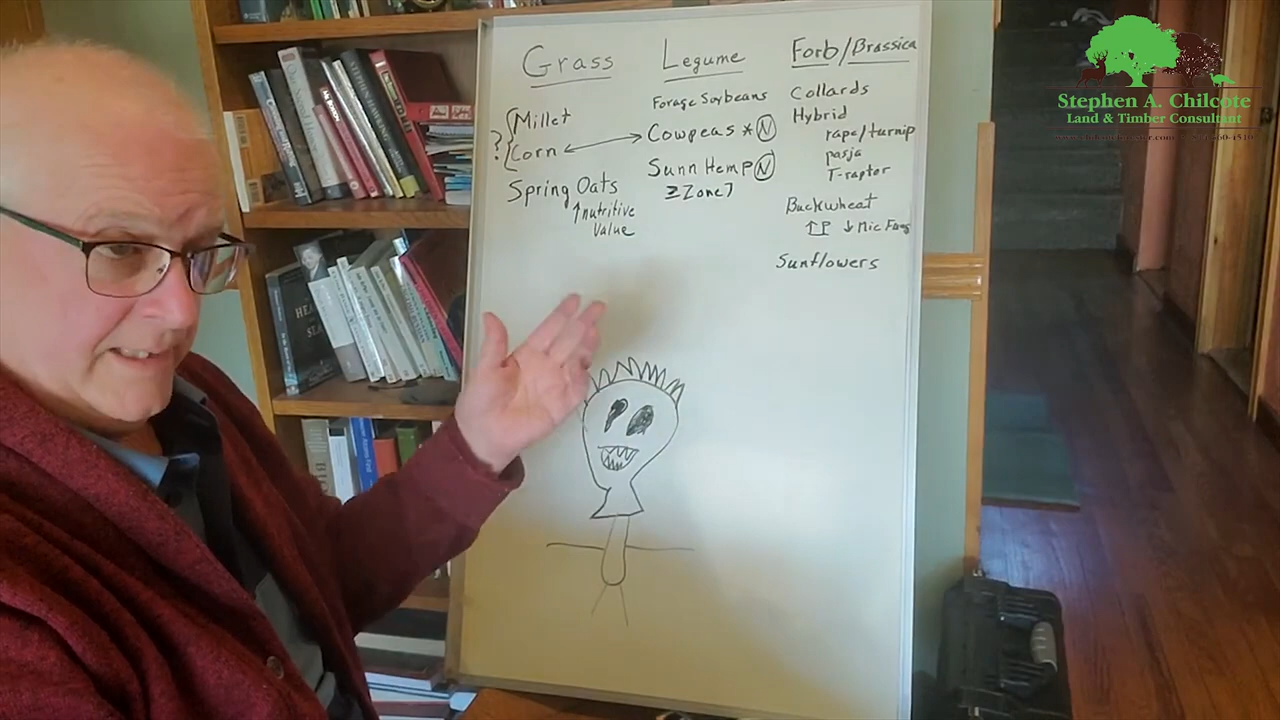 Grass
? { Millet
Corn
Spring Oats
↑ nutritive
Value
Legume
Forage Soybeans
Cowpeas * N
Sunn Hemp N
≥ Zone 7
Forb/Brassica
Collards
Hybrid
rape/turnip
pasja
T-raptor
Buckwheat
↑P ↓ Mic Fung
Sunflowers
Stephen A. Chilcote
Land & Timber Consultant